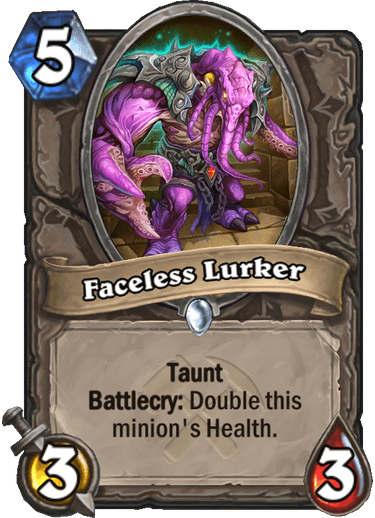 5
Faceless Lurker
Taunt
Battlecry: Double this
minion's Health.
3 3